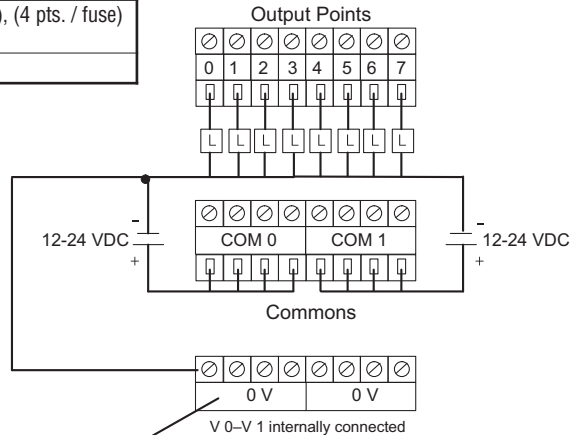 ), (4 pts. / fuse)
Output Points
0 1 2 3 4 5 6 7
L L L L L L L L
-
12-24 VDC
+
COM 0 COM 1
-
12-24 VDC
+
Commons
0 V 0 V
V 0–V 1 internally connected